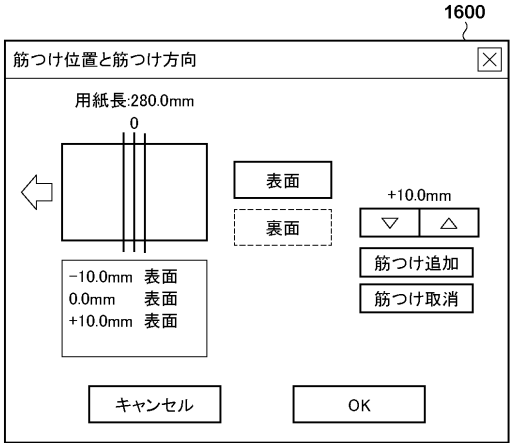 1600
筋つけ位置と筋つけ方向
用紙長:280.0mm
0
表面
裏面
+10.0mm
筋つけ追加
筋つけ取消
-10.0mm 表面
0.0mm 表面
+10.0mm 表面
キャンセル
OK